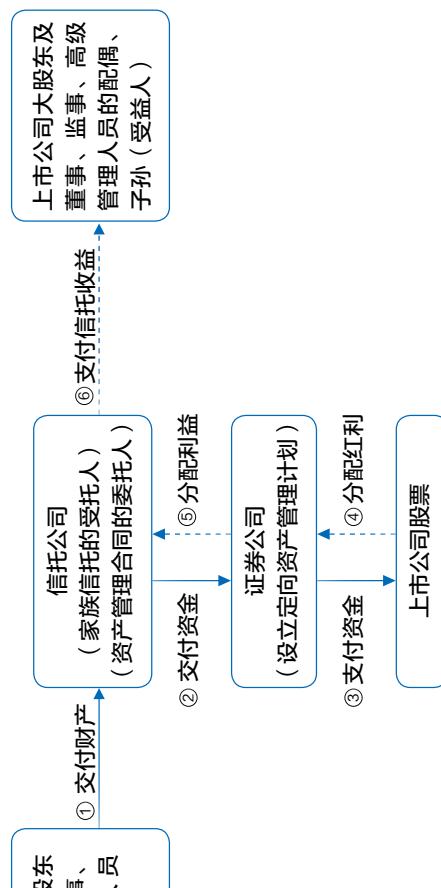 上市公司大股东及
董事、监事、高级
管理人员的配偶、
子孙（受益人）
⑥支付信托收益
信托公司
（家族信托的受托人）
（资产管理合同的委托人）
⑤分配利益
② 交付资金
证券公司
（设立定向资产管理计划）
④ 分配红利
③ 支付资金
上市公司股票
① 交付财产
股东
事、
人员